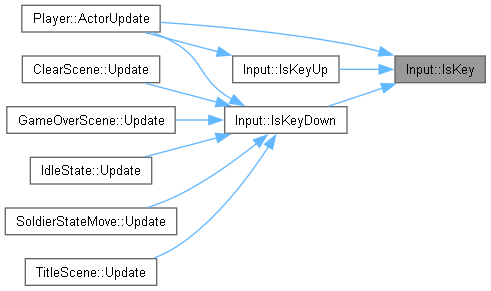 Player::ActorUpdate
ClearScene::Update
Input::IsKeyUp
Input::IsKey
GameOverScene::Update
Input::IsKeyDown
IdleState::Update
SoldierStateMove::Update
TitleScene::Update